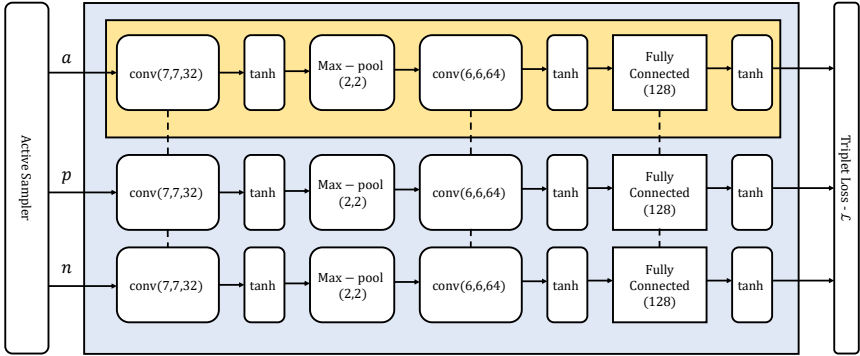 Active Sampler
a
conv(7,7,32)
tanh
Max − pool
(2,2)
conv(6,6,64)
tanh
Fully
Connected
(128)
tanh
p
conv(7,7,32)
tanh
Max − pool
(2,2)
conv(6,6,64)
tanh
Fully
Connected
(128)
tanh
n
conv(7,7,32)
tanh
Max − pool
(2,2)
conv(6,6,64)
tanh
Fully
Connected
(128)
tanh
Triplet Loss - ℒ